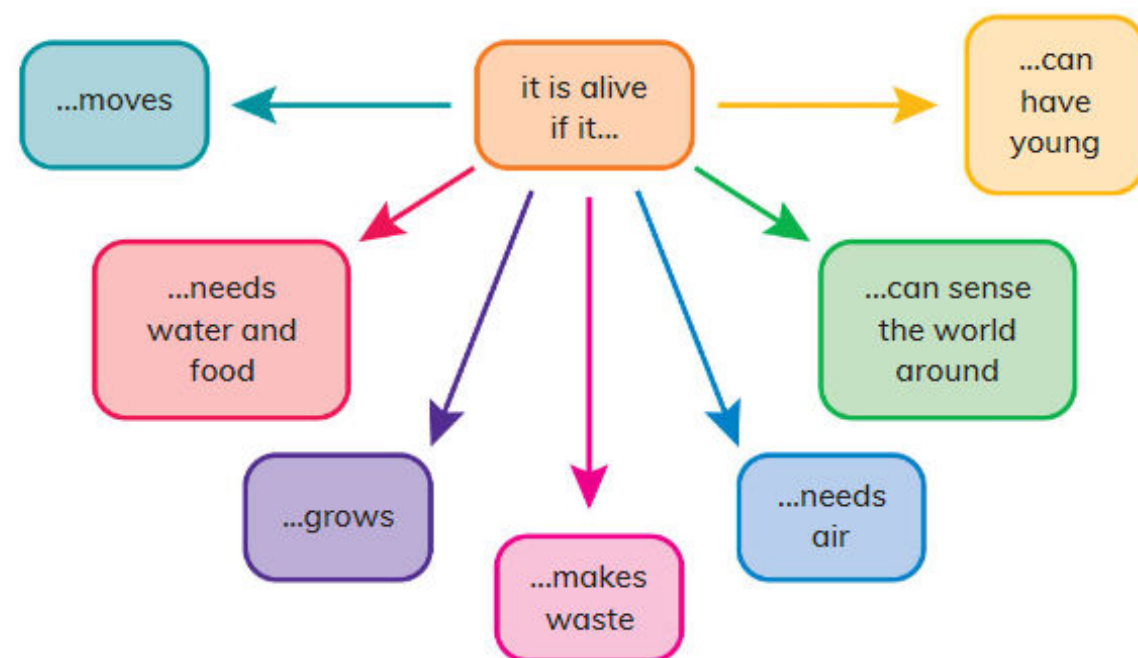 it is alive
if it...
...moves
...can
have
young
...needs
water and
food
...can sense
the world
around
...grows
...needs
air
...makes
waste